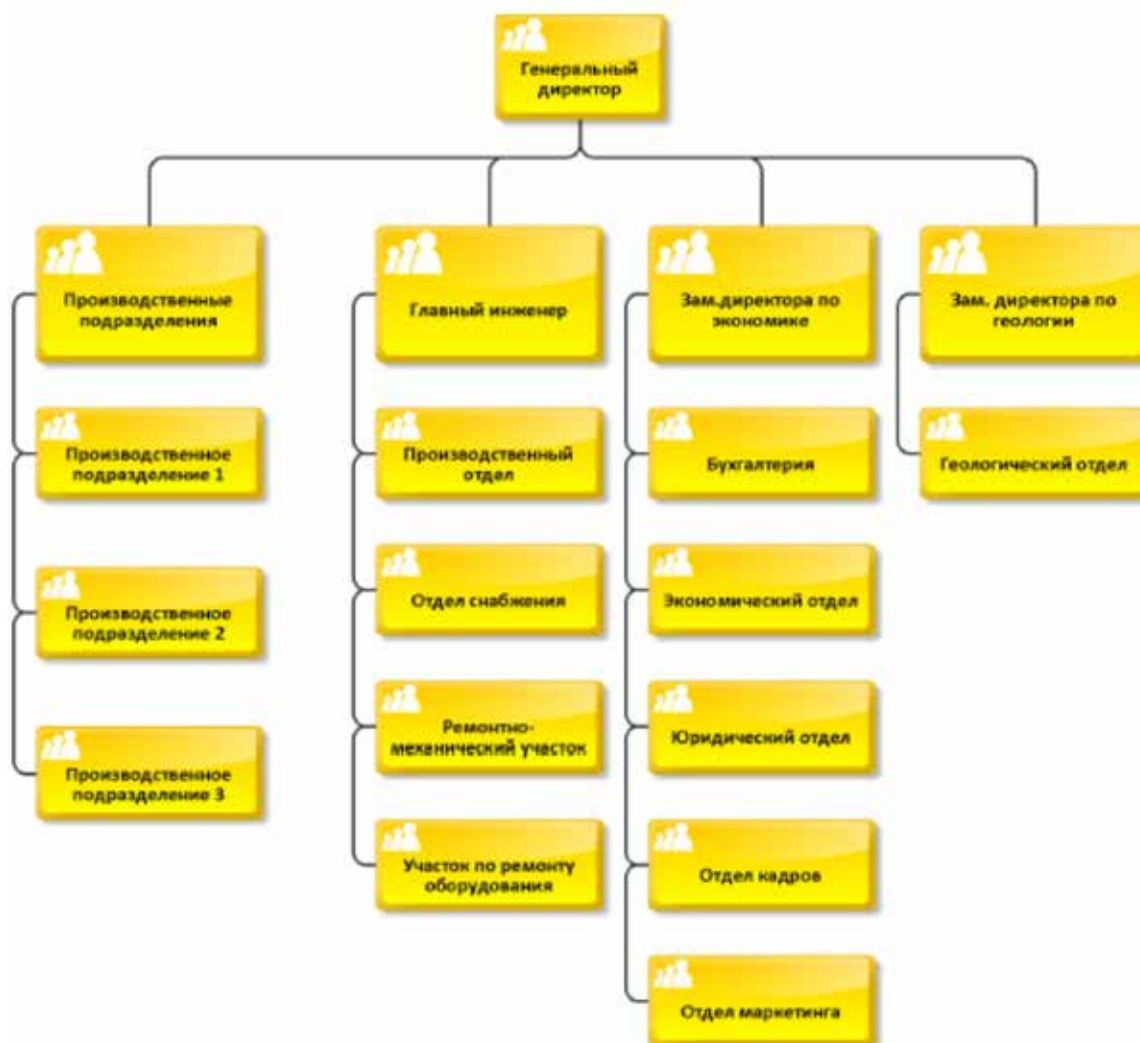 Генеральный
директор
Производственные
подразделения
Главный инженер
Зам.директора по
экономике
Зам. директора по
геологии
Производственное
подразделение 1
Производственный
отдел
Бухгалтерия
Геологический отдел
Производственное
подразделение 2
Отдел снабжения
Экономический отдел
Производственное
подразделение 3
Ремонтно-
механический участок
Юридический отдел
Участок по ремонту
оборудования
Отдел кадров
Отдел маркетинга